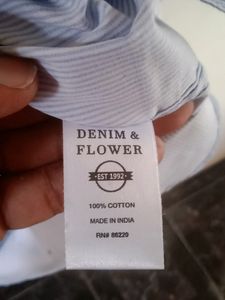 DENIM &
FLOWER
EST 1992
100% COTTON
MADE IN INDIA
RN# 86229